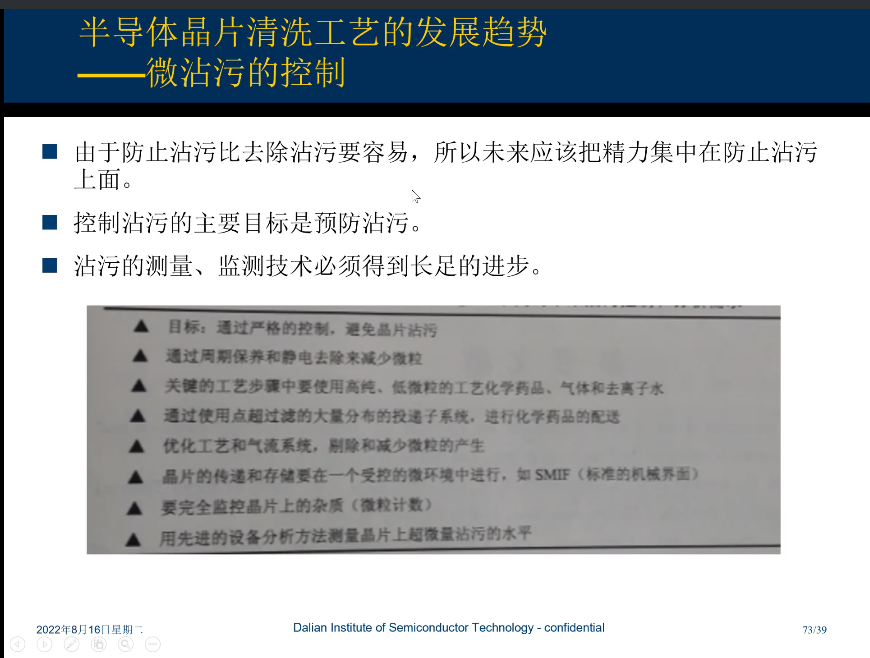 半导体晶片清洗工艺的发展趋势
——微沾污的控制
■ 由于防止沾污比去除沾污要容易，所以未来应该把精力集中在防止沾污
上面。
■ 控制沾污的主要目标是预防沾污。
■ 沾污的测量、监测技术必须得到长足的进步。
▲ 目标：通过严格的控制，避免晶片沾污
▲ 通过周期保养和静电去除来减少微粒
▲ 关键的工艺步骤中要使用高纯、低微粒的工艺化学药品、气体和去离子水
▲ 通过使用点超过滤的大量分布的投递子系统，进行化学药品的配送
▲ 优化工艺和气流系统，剔除和减少微粒的产生
▲ 晶片的传递和存储要在一个受控的微环境中进行，如 SMIF（标准的机械界面）
▲ 要完全监控晶片上的杂质（微粒计数）
▲ 用先进的设备分析方法测量晶片上超微量沾污的水平
2022年8月16日星期二
Dalian Institute of Semiconductor Technology - confidential
73/39